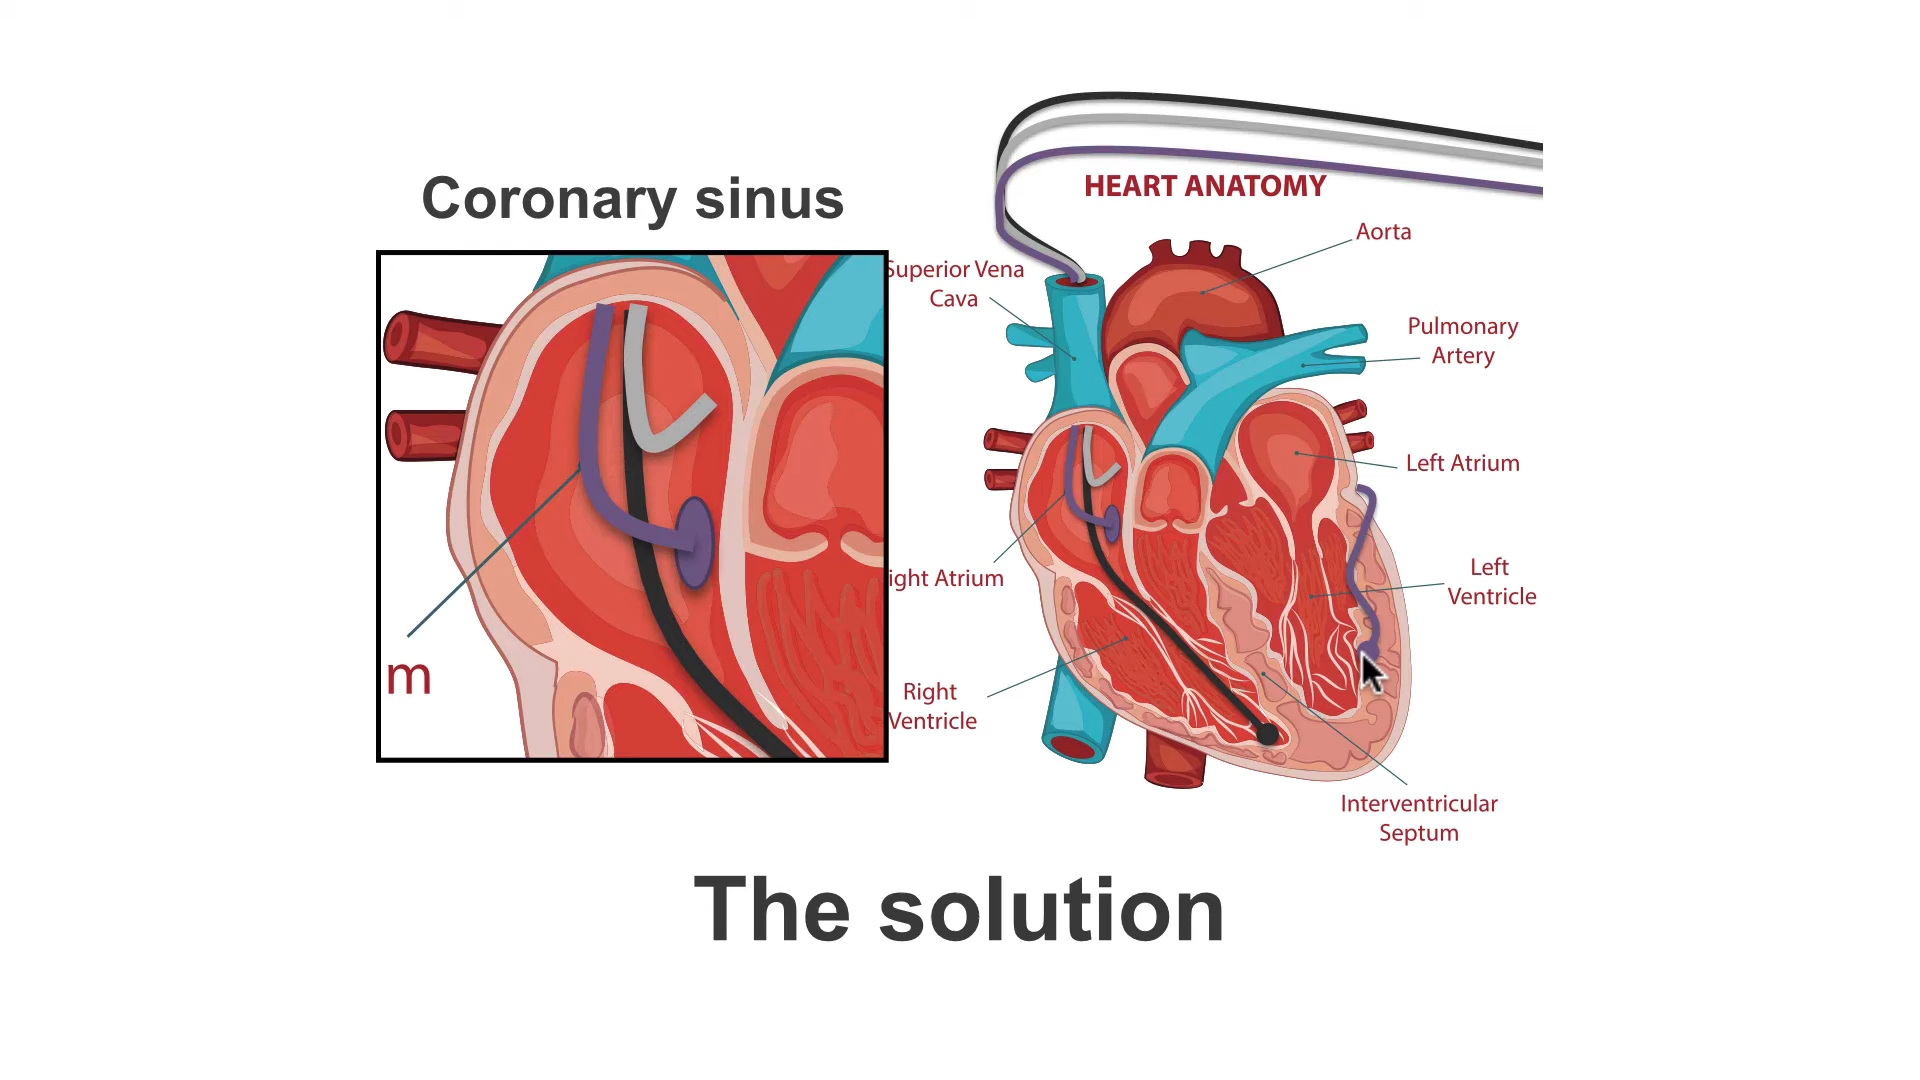 Coronary sinus
m
HEART ANATOMY
Aorta
Superior Vena
Cava
Pulmonary
Artery
Left Atrium
ight Atrium
Left
Ventricle
Right
Ventricle
Interventricular
Septum
The solution